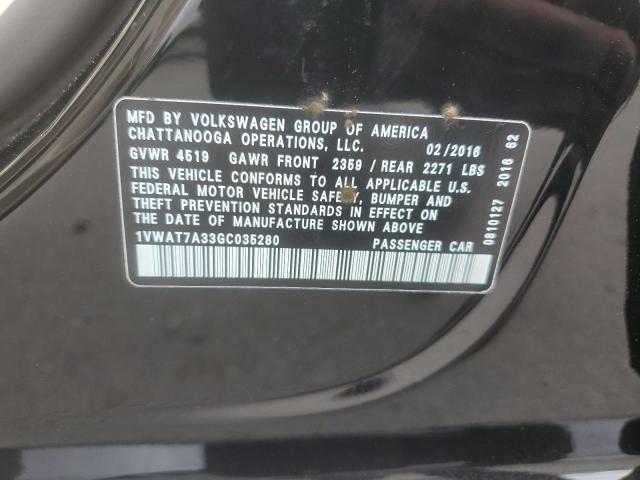 MFD BY VOLKSWAGEN GROUP OF AMERICA
CHATTANOOGA OPERATIONS, LLC. 02/2016
GVWR 4519 GAWR FRONT 2359 / REAR 2271 LBS
THIS VEHICLE CONFORMS TO ALL APPLICABLE U.S.
FEDERAL MOTOR VEHICLE SAFETY, BUMPER AND
THEFT PREVENTION STANDARDS IN EFFECT ON
THE DATE OF MANUFACTURE SHOWN ABOVE
1VWAT7A33GC035280 PASSENGER CAR
0810127 2016 62